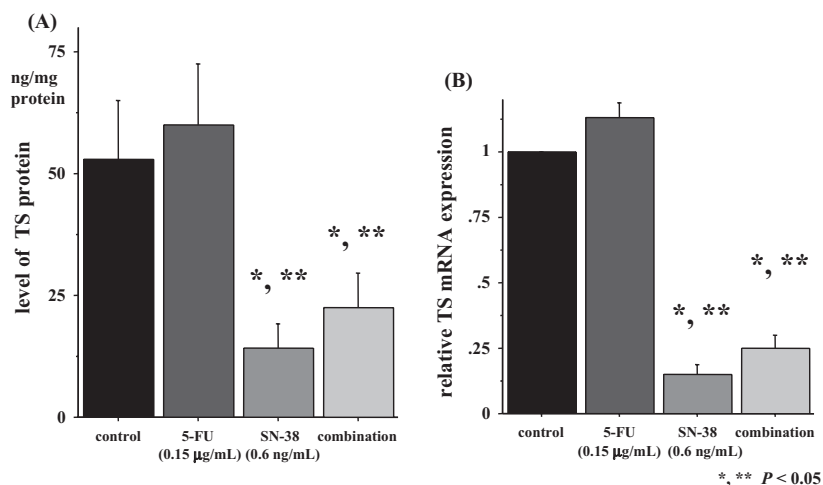 (A)
75
ng/mg
protein
50
25
0
level of TS protein
*, **
*, **
control 5-FU SN-38 combination
(0.15 μg/mL) (0.6 ng/mL)
(B)
1
.75
.5
.25
0
relative TS mRNA expression
*, **
*, **
control 5-FU SN-38 combination
(0.15 μg/mL) (0.6 ng/mL)
*, ** P < 0.05